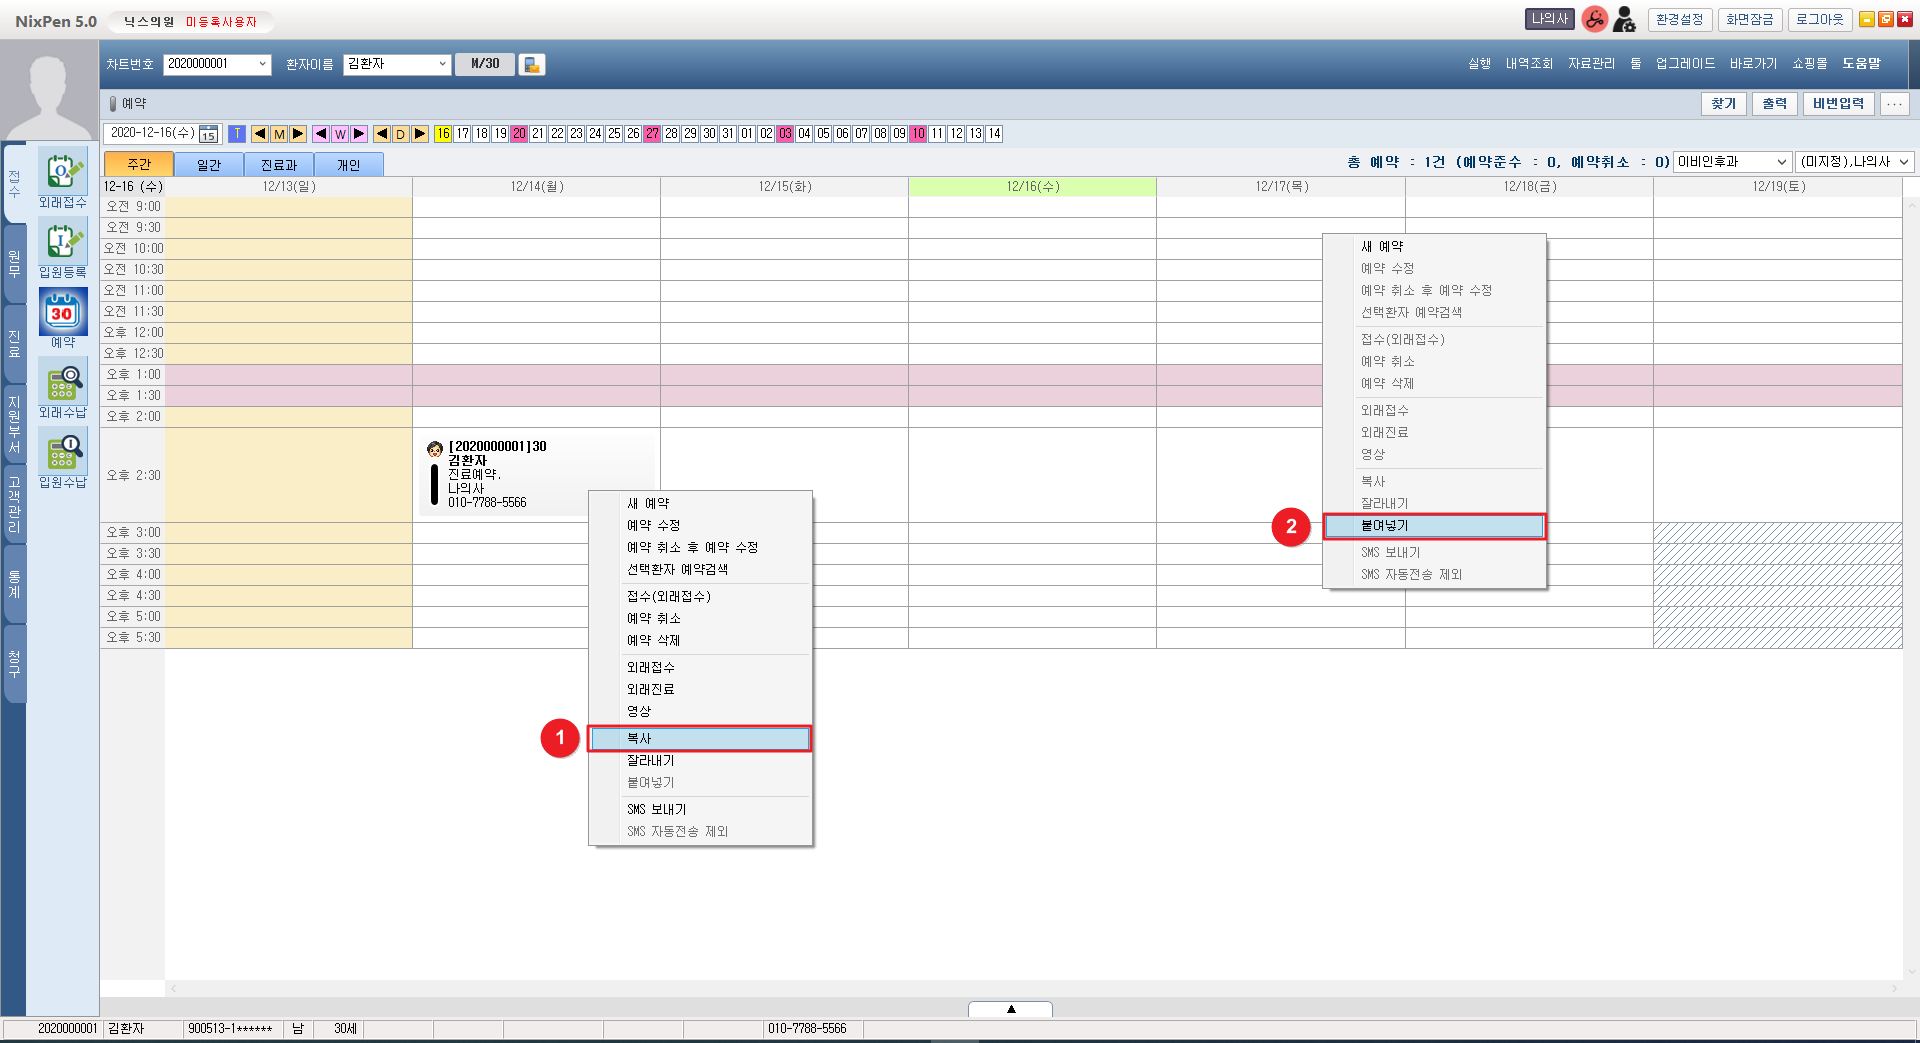 NixPen 5.0 닉스의원 미등록사용자 나의사 환경설정 화면잠금 로그아웃
차트번호 2020000001 환자이름 김환자 M/30 실행 내역조회 자료관리 툴 업그레이드 바로가기 쇼핑몰 도움말
예약 찾기 출력 비번입력 ...
2020-12-16(수) 15 T M W D 16 17 18 19 20 21 22 23 24 25 26 27 28 29 30 31 01 02 03 04 05 06 07 08 09 10 11 12 13 14
주간 일간 진료과 개인 총 예약 : 1건 (예약준수 : 0, 예약취소 : 0) 이비인후과 (미지정),나의사
12-16 (수) 12/13(일) 12/14(월) 12/15(화) 12/16(수) 12/17(목) 12/18(금) 12/19(토)
접수
원무
진료
지원부서
고객관리
통계
청구
외래접수
입원등록
30
예약
외래수납
입원수납
오전 9:00
오전 9:30
오전 10:00
오전 10:30
오전 11:00
오전 11:30
오후 12:00
오후 12:30
오후 1:00
오후 1:30
오후 2:00
오후 2:30
오후 3:00
오후 3:30
오후 4:00
오후 4:30
오후 5:00
오후 5:30
[2020000001]30
김환자
진료예약.
나의사
010-7788-5566
새 예약
예약 수정
예약 취소 후 예약 수정
선택환자 예약검색
접수(외래접수)
예약 취소
예약 삭제
외래접수
외래진료
영상
1 복사
잘라내기
붙여넣기
SMS 보내기
SMS 자동전송 제외
새 예약
예약 수정
예약 취소 후 예약 수정
선택환자 예약검색
접수(외래접수)
예약 취소
예약 삭제
외래접수
외래진료
영상
복사
잘라내기
2 붙여넣기
SMS 보내기
SMS 자동전송 제외
2020000001 김환자 900513-1****** 남 30세 010-7788-5566